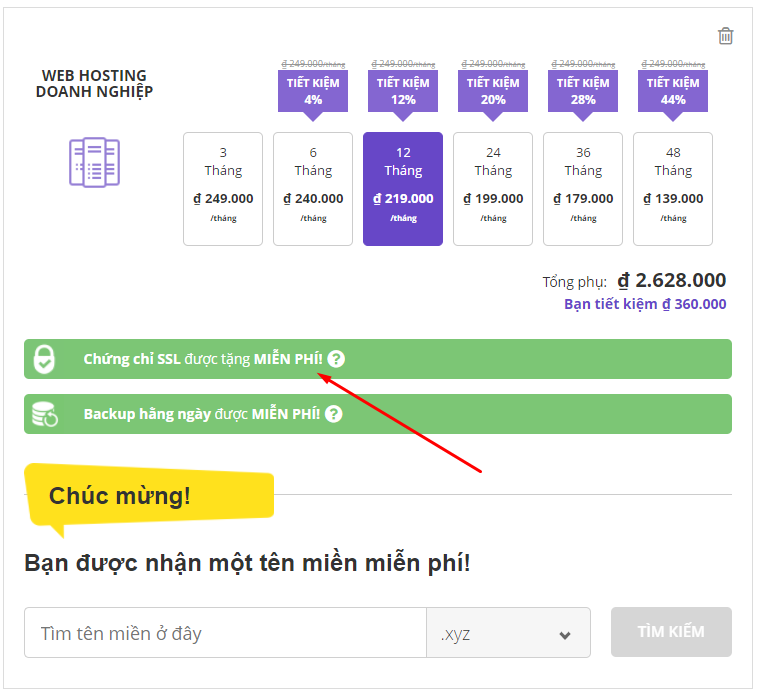 WEB HOSTING
DOANH NGHIỆP
₫ 249.000/tháng
TIẾT KIỆM
4%
₫ 249.000/tháng
TIẾT KIỆM
12%
₫ 249.000/tháng
TIẾT KIỆM
20%
₫ 249.000/tháng
TIẾT KIỆM
28%
₫ 249.000/tháng
TIẾT KIỆM
44%
3
Tháng
₫ 249.000
/tháng
6
Tháng
₫ 240.000
/tháng
12
Tháng
₫ 219.000
/tháng
24
Tháng
₫ 199.000
/tháng
36
Tháng
₫ 179.000
/tháng
48
Tháng
₫ 139.000
/tháng
Tổng phụ: ₫ 2.628.000
Bạn tiết kiệm ₫ 360.000
Chứng chỉ SSL được tặng MIỄN PHÍ! ?
Backup hằng ngày được MIỄN PHÍ! ?
Chúc mừng!
Bạn được nhận một tên miền miễn phí!
Tìm tên miền ở đây
.xyz
TÌM KIẾM